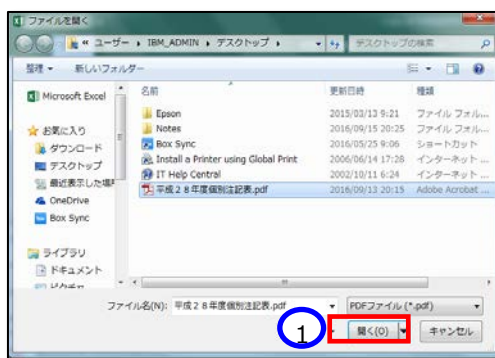 ファイルを開く
« ユーザー ▸ IBM_ADMIN ▸ デスクトップ ▸
デスクトップの検索
整理 新しいフォルダー
名前 更新日時 種類
Microsoft Excel
お気に入り
ダウンロード
デスクトップ
最近表示した場所
OneDrive
Box Sync
ライブラリ
ドキュメント
ピクチャ
Epson 2015/03/13 9:21 ファイル フォル...
Notes 2016/09/15 20:25 ファイル フォル...
Box Sync 2016/05/25 9:06 ショートカット
Install a Printer using Global Print 2006/06/14 17:28 インターネット ...
IT Help Central 2002/10/11 6:24 インターネット ...
平成28年度個別注記表.pdf 2016/09/13 20:15 Adobe Acrobat ...
ファイル名(N): 平成28年度個別注記表.pdf PDFファイル (*.pdf)
1 開く(O) キャンセル